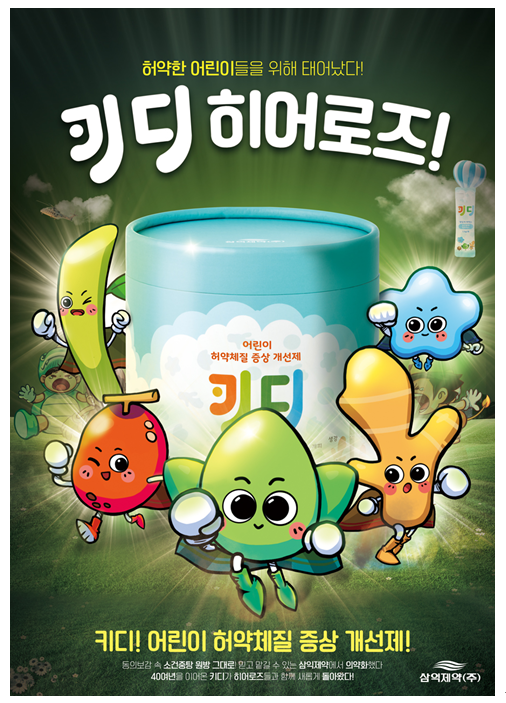 허약한 어린이들을 위해 태어났다!
키디 히어로즈!
키디
어린이
허약체질 증상 개선제
키디
키디! 어린이 허약체질 증상 개선제!
동의보감 속 소건중탕 원방 그대로! 믿고 맡길 수 있는 삼익제약에서 의약화했다
40여년을 이어온 키디가 히어로즈들과 함께 새롭게 돌아왔다!
삼익제약(주)